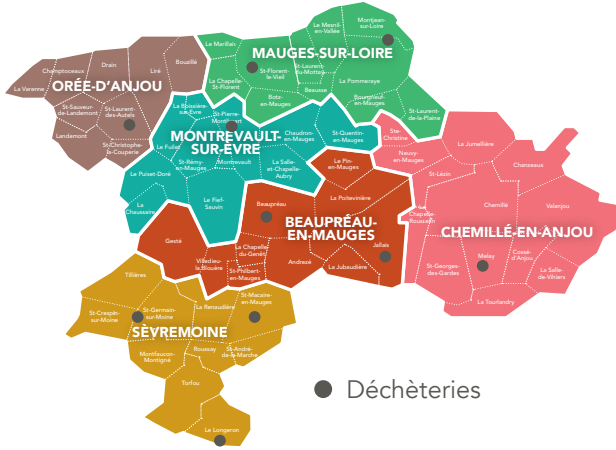 Le Mesnil-
en-Vallée
Montjean-
sur-Loire
Le Marillais
MAUGES-SUR-LOIRE
St-Laurent-
du-Mottay
St-Florent-
le-Vieil
La Chapelle-
St-Florent
La Pommeraye
Beausse
Botz-
en-Mauges
Bourgneuf-
en-Mauges
St-Laurent-
de-la-Plaine
Bouzillé
Drain
Liré
Champtoceaux
La Varenne
ORÉE-D'ANJOU
St-Sauveur-
de-Landemont
St-Laurent-
des-Autels
Landemont
St-Christophe-
la-Couperie
La Boissière-
sur-Èvre
St-Pierre-
Montlimart
MONTREVAULT-
SUR-ÈVRE
Chaudron-
en-Mauges
St-Quentin-
en-Mauges
Le Fuilet
St-Rémy-
en-Mauges
Montrevault
La Salle-
et-Chapelle-
Aubry
Le Puiset-Doré
La
Chaussaire
Le Fief-
Sauvin
Ste-
Christine
Neuvy-
en-Mauges
La Jumellière
St-Lézin
Chanzeaux
Chemillé
Valanjou
La
Chapelle-
Rousselin
CHEMILLÉ-EN-ANJOU
St-Georges-
des-Gardes
Melay
Cossé-
d'Anjou
La Salle-
de-Vihiers
La Tourlandry
Le Pin-
en-Mauges
La Poitevinière
Beaupréau
BEAUPRÉAU-
EN-MAUGES
Gesté
La Chapelle-
du-Genêt
Villedieu-
la-Blouère
St-Philbert-
en-Mauges
Andrezé
Jallais
La Jubaudière
Tillières
St-Crespin-
sur-Moine
St-Germain-
sur-Moine
La Renaudière
St-Macaire-
en-Mauges
SÈVREMOINE
Montfaucon-
Montigné
Roussay
St-André-
de-la-Marche
Torfou
Le Longeron
Déchèteries